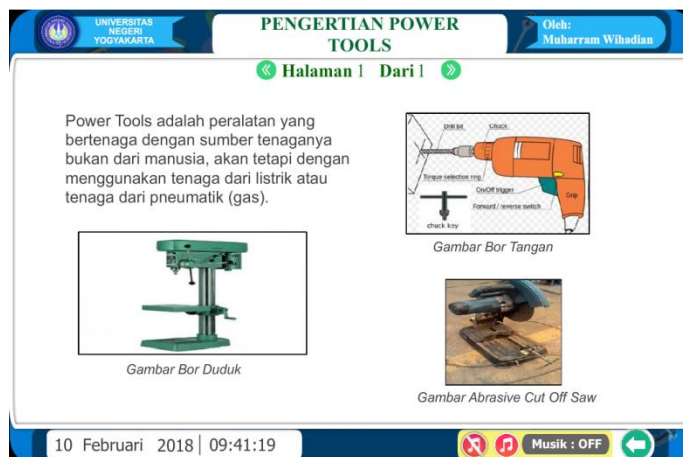 UNIVERSITAS
NEGERI
YOGYAKARTA
PENGERTIAN POWER
TOOLS
Oleh:
Muharram Wihadian
Halaman 1 Dari 1
Power Tools adalah peralatan yang
bertenaga dengan sumber tenaganya
bukan dari manusia, akan tetapi dengan
menggunakan tenaga dari listrik atau
tenaga dari pneumatik (gas).
Drill bit
Chuck
Torque selection ring
On/Off trigger
Grip
Forward / reverse switch
chuck key
Gambar Bor Tangan
Gambar Bor Duduk
Gambar Abrasive Cut Off Saw
10 Februari 2018 | 09:41:19
Musik : OFF